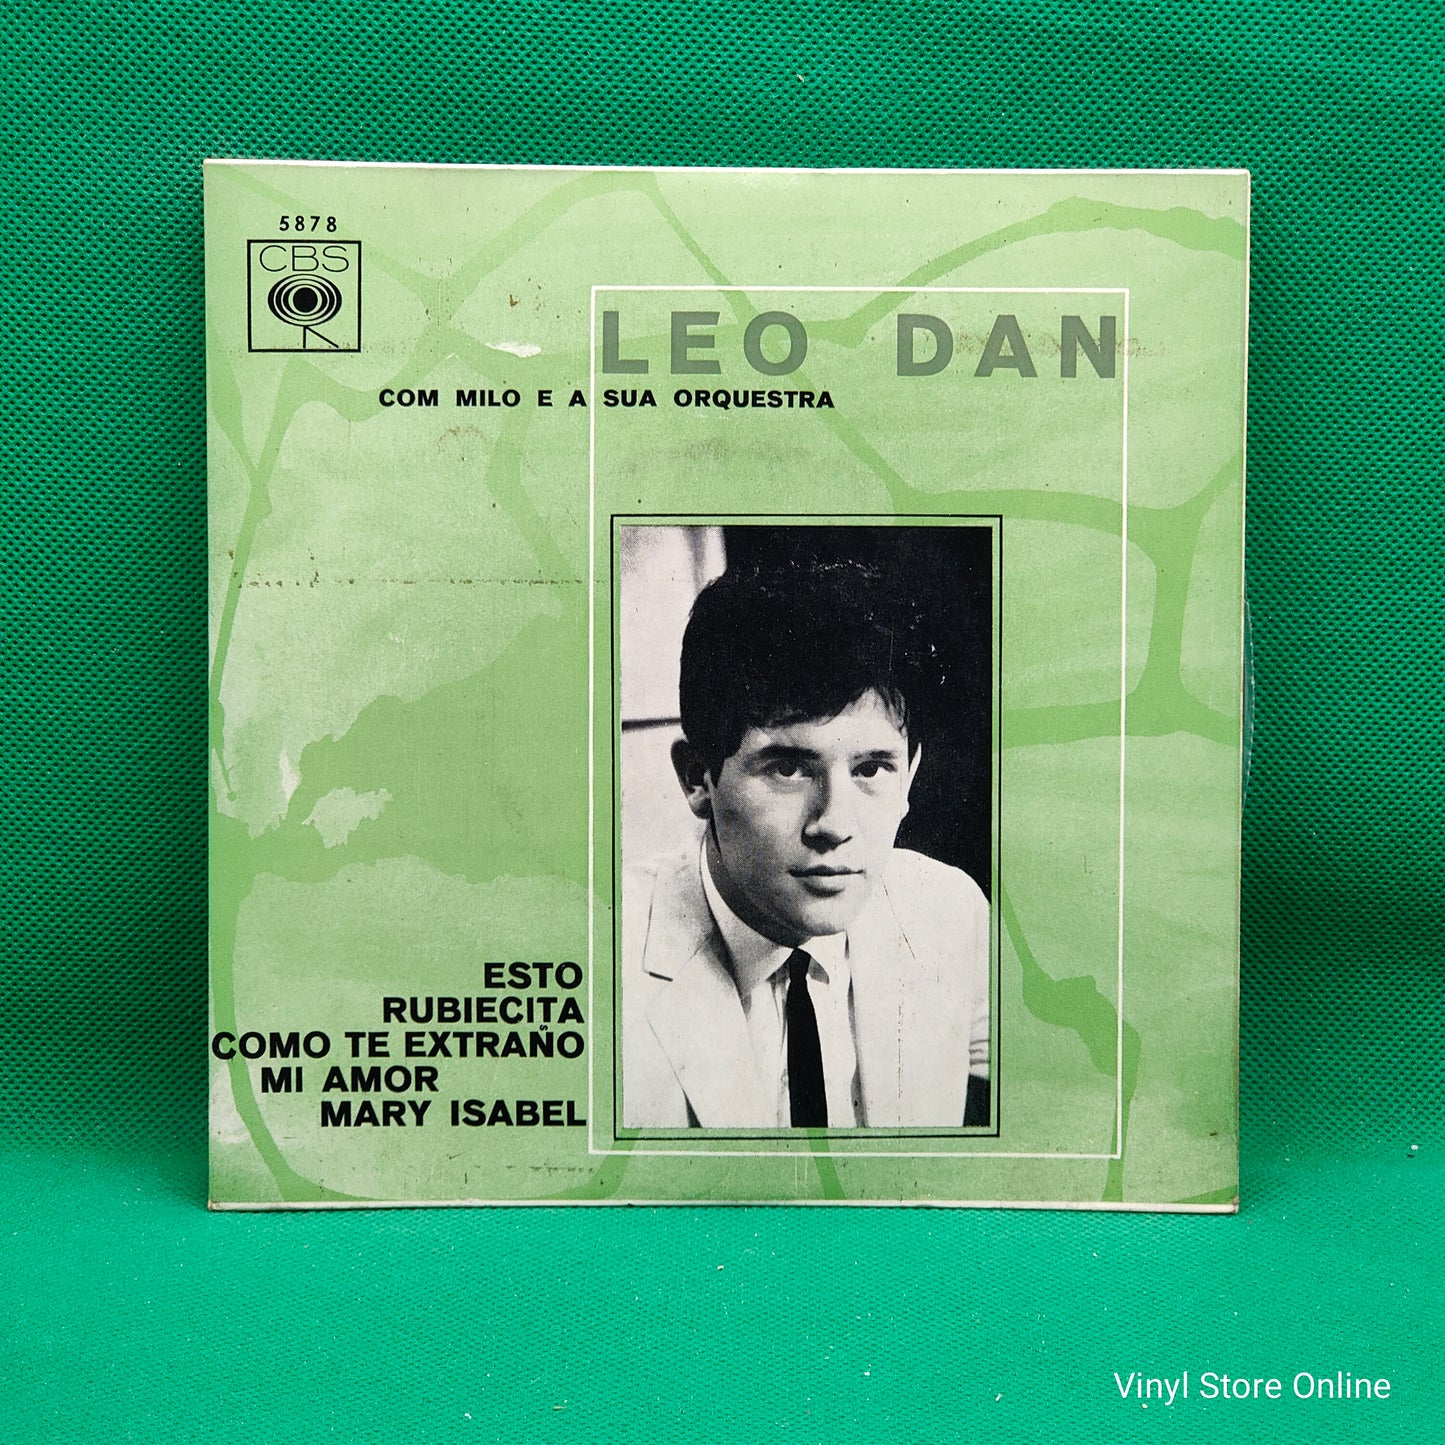 5878
CBS
LEO DAN
COM MILO E A SUA ORQUESTRA
ESTO
RUBIECITA
COMO TE EXTRAÑO
MI AMOR
MARY ISABEL
Vinyl Store Online